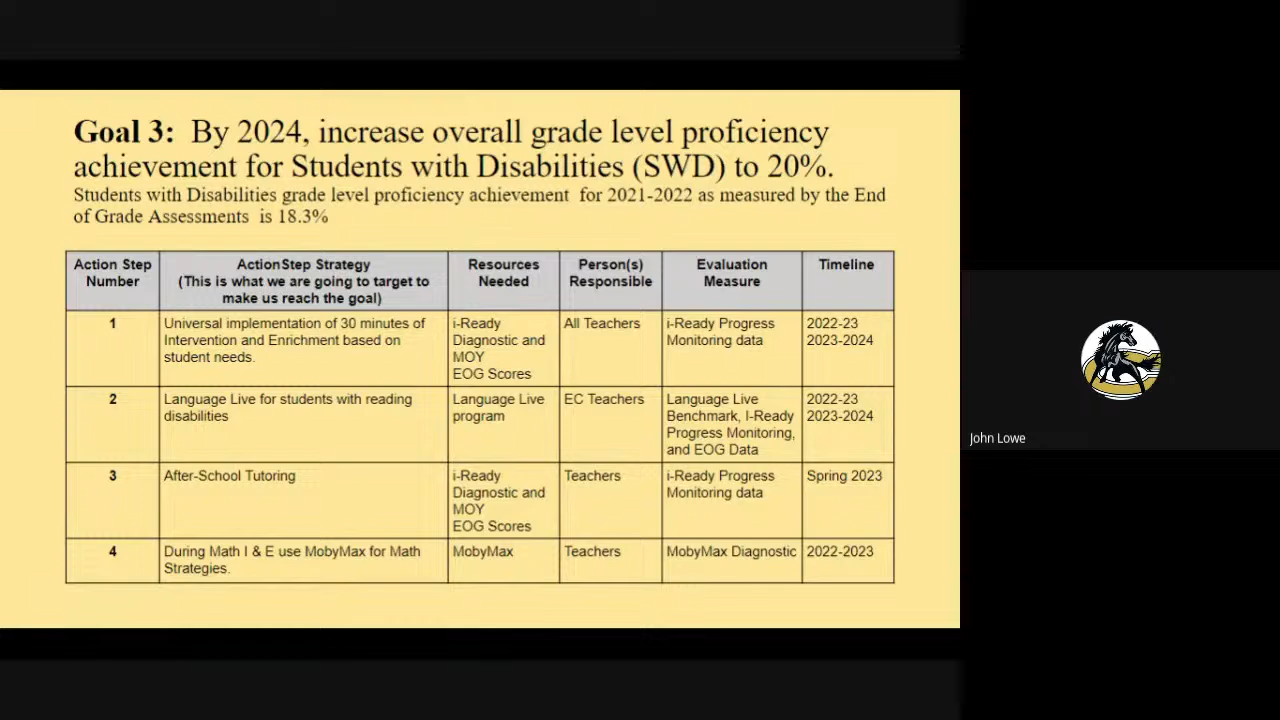 Goal 3:  By 2024, increase overall grade level proficiency
achievement for Students with Disabilities (SWD) to 20%.
Students with Disabilities grade level proficiency achievement  for 2021-2022 as measured by the End
of Grade Assessments  is 18.3%
Action Step
Number
ActionStep Strategy
(This is what we are going to target to
make us reach the goal)
Resources
Needed
Person(s)
Responsible
Evaluation
Measure
Timeline
1
Universal implementation of 30 minutes of
Intervention and Enrichment based on
student needs.
i-Ready
Diagnostic and
MOY
EOG Scores
All Teachers
i-Ready Progress
Monitoring data
2022-23
2023-2024
2
Language Live for students with reading
disabilities
Language Live
program
EC Teachers
Language Live
Benchmark, I-Ready
Progress Monitoring,
and EOG Data
2022-23
2023-2024
3
After-School Tutoring
i-Ready
Diagnostic and
MOY
EOG Scores
Teachers
i-Ready Progress
Monitoring data
Spring 2023
4
During Math I & E use MobyMax for Math
Strategies.
MobyMax
Teachers
MobyMax Diagnostic
2022-2023
John Lowe